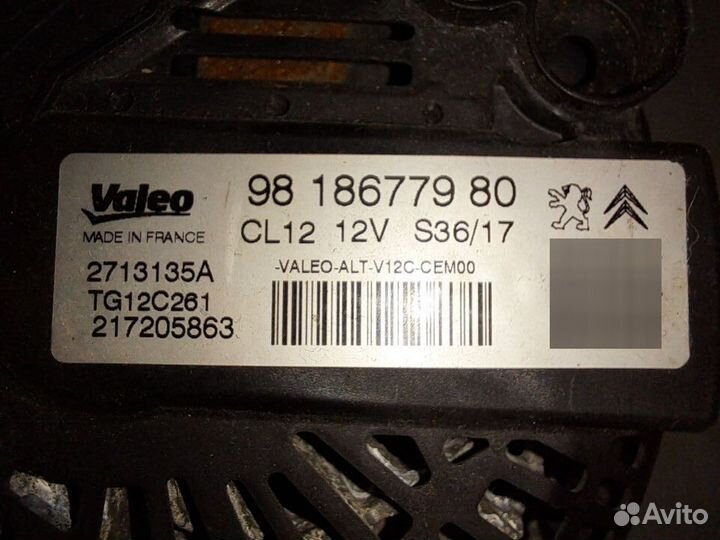 Valeo
MADE IN FRANCE
98 186779 80
CL12 12V S36/17
2713135A
TG12C261
217205863
-VALEO-ALT-V12C-CEM00
Avito